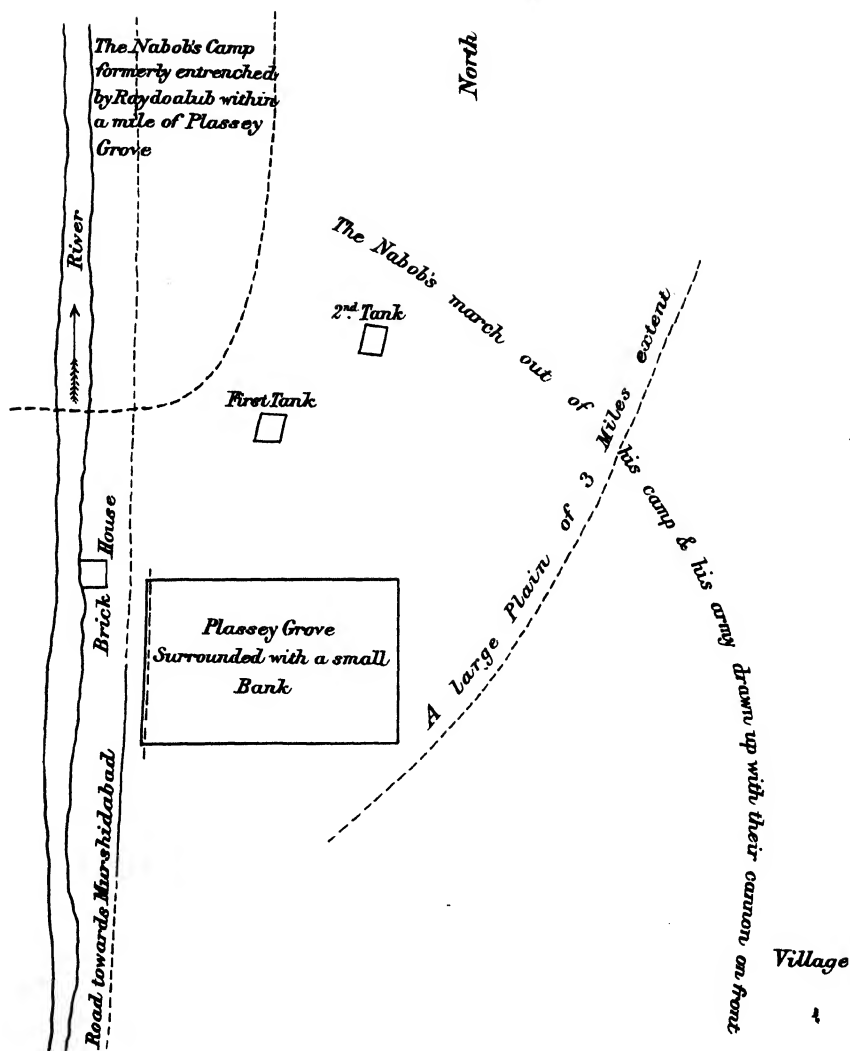 The Nabob's Camp
formerly entrenched
by Roydoalub within
a mile of Plassey
Grove
North
River
The Nabob's march out of his camp & his army drawn up with their cannon on front
2nd. Tank
First Tank
A large Plain of 3 Miles extent
Brick House
Plassey Grove
Surrounded with a small
Bank
Road towards Murshidabad
Village